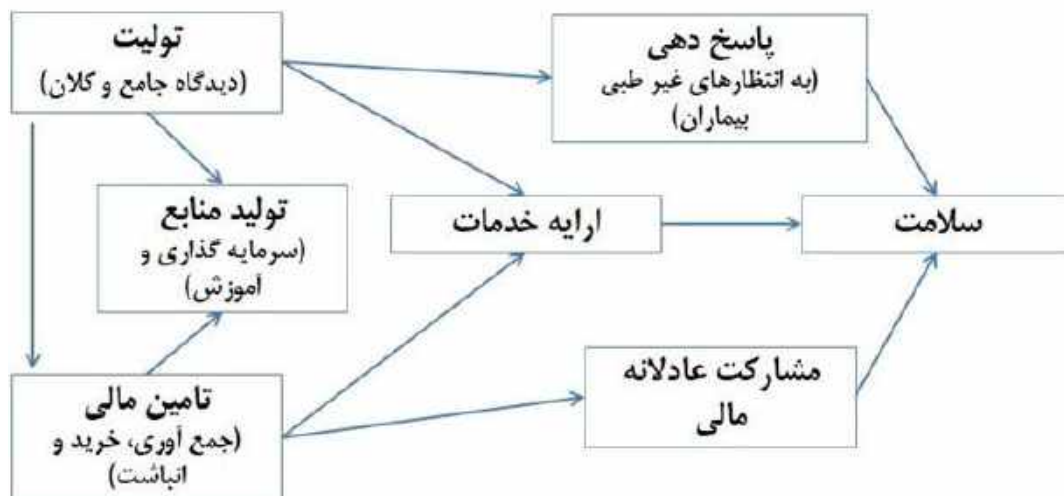 تولیت
(دیدگاه جامع و کلان)
پاسخ دهی
(به انتظارهای غیر طبی
بیماران)
تولید منابع
(سرمایه گذاری و
آموزش)
ارایه خدمات
سلامت
تامین مالی
(جمع آوری، خرید و
انباشت)
مشارکت عادلانه
مالی